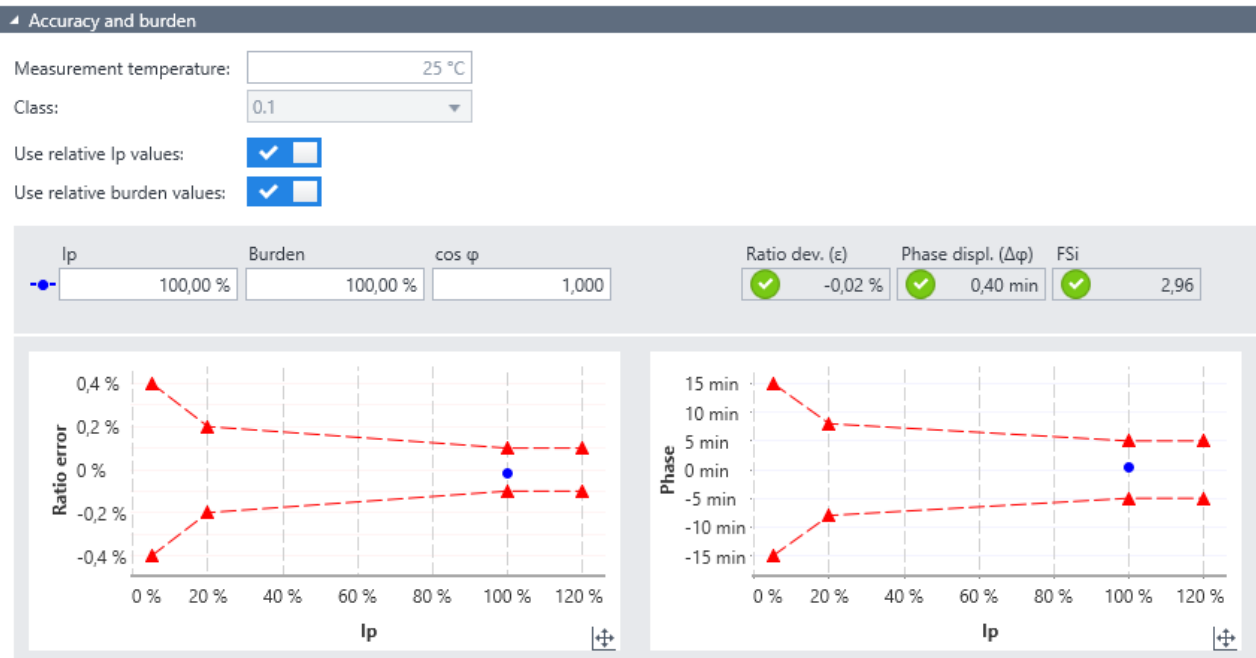 Accuracy and burden
Measurement temperature: 25 °C
Class: 0.1
Use relative Ip values:
Use relative burden values:
Ip Burden cos φ Ratio dev. (ε) Phase displ. (Δφ) FSi
100,00 % 100,00 % 1,000 -0,02 % 0,40 min 2,96
Ratio error
0,4 %
0,2 %
0 %
-0,2 %
-0,4 %
0 % 20 % 40 % 60 % 80 % 100 % 120 %
Ip
Phase
15 min
10 min
5 min
0 min
-5 min
-10 min
-15 min
0 % 20 % 40 % 60 % 80 % 100 % 120 %
Ip